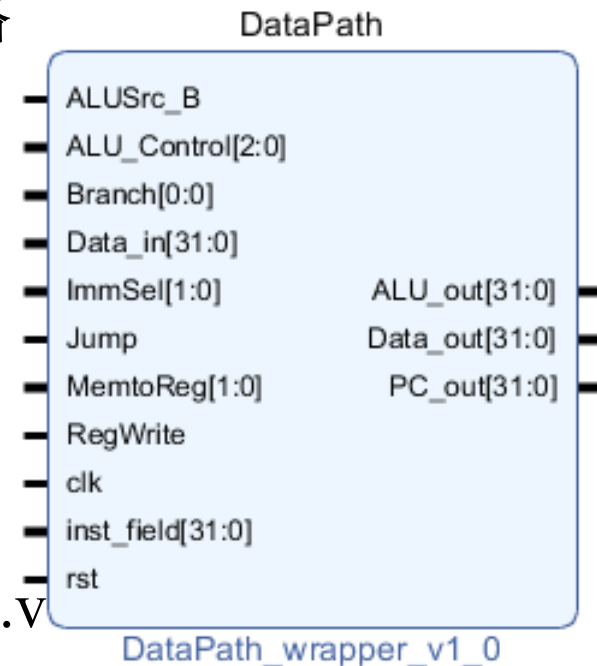 DataPath
ALUSrc_B
ALU_Control[2:0]
Branch[0:0]
Data_in[31:0]
ImmSel[1:0]
ALU_out[31:0]
Jump
Data_out[31:0]
MemtoReg[1:0]
PC_out[31:0]
RegWrite
clk
inst_field[31:0]
rst
.v
DataPath_wrapper_v1_0